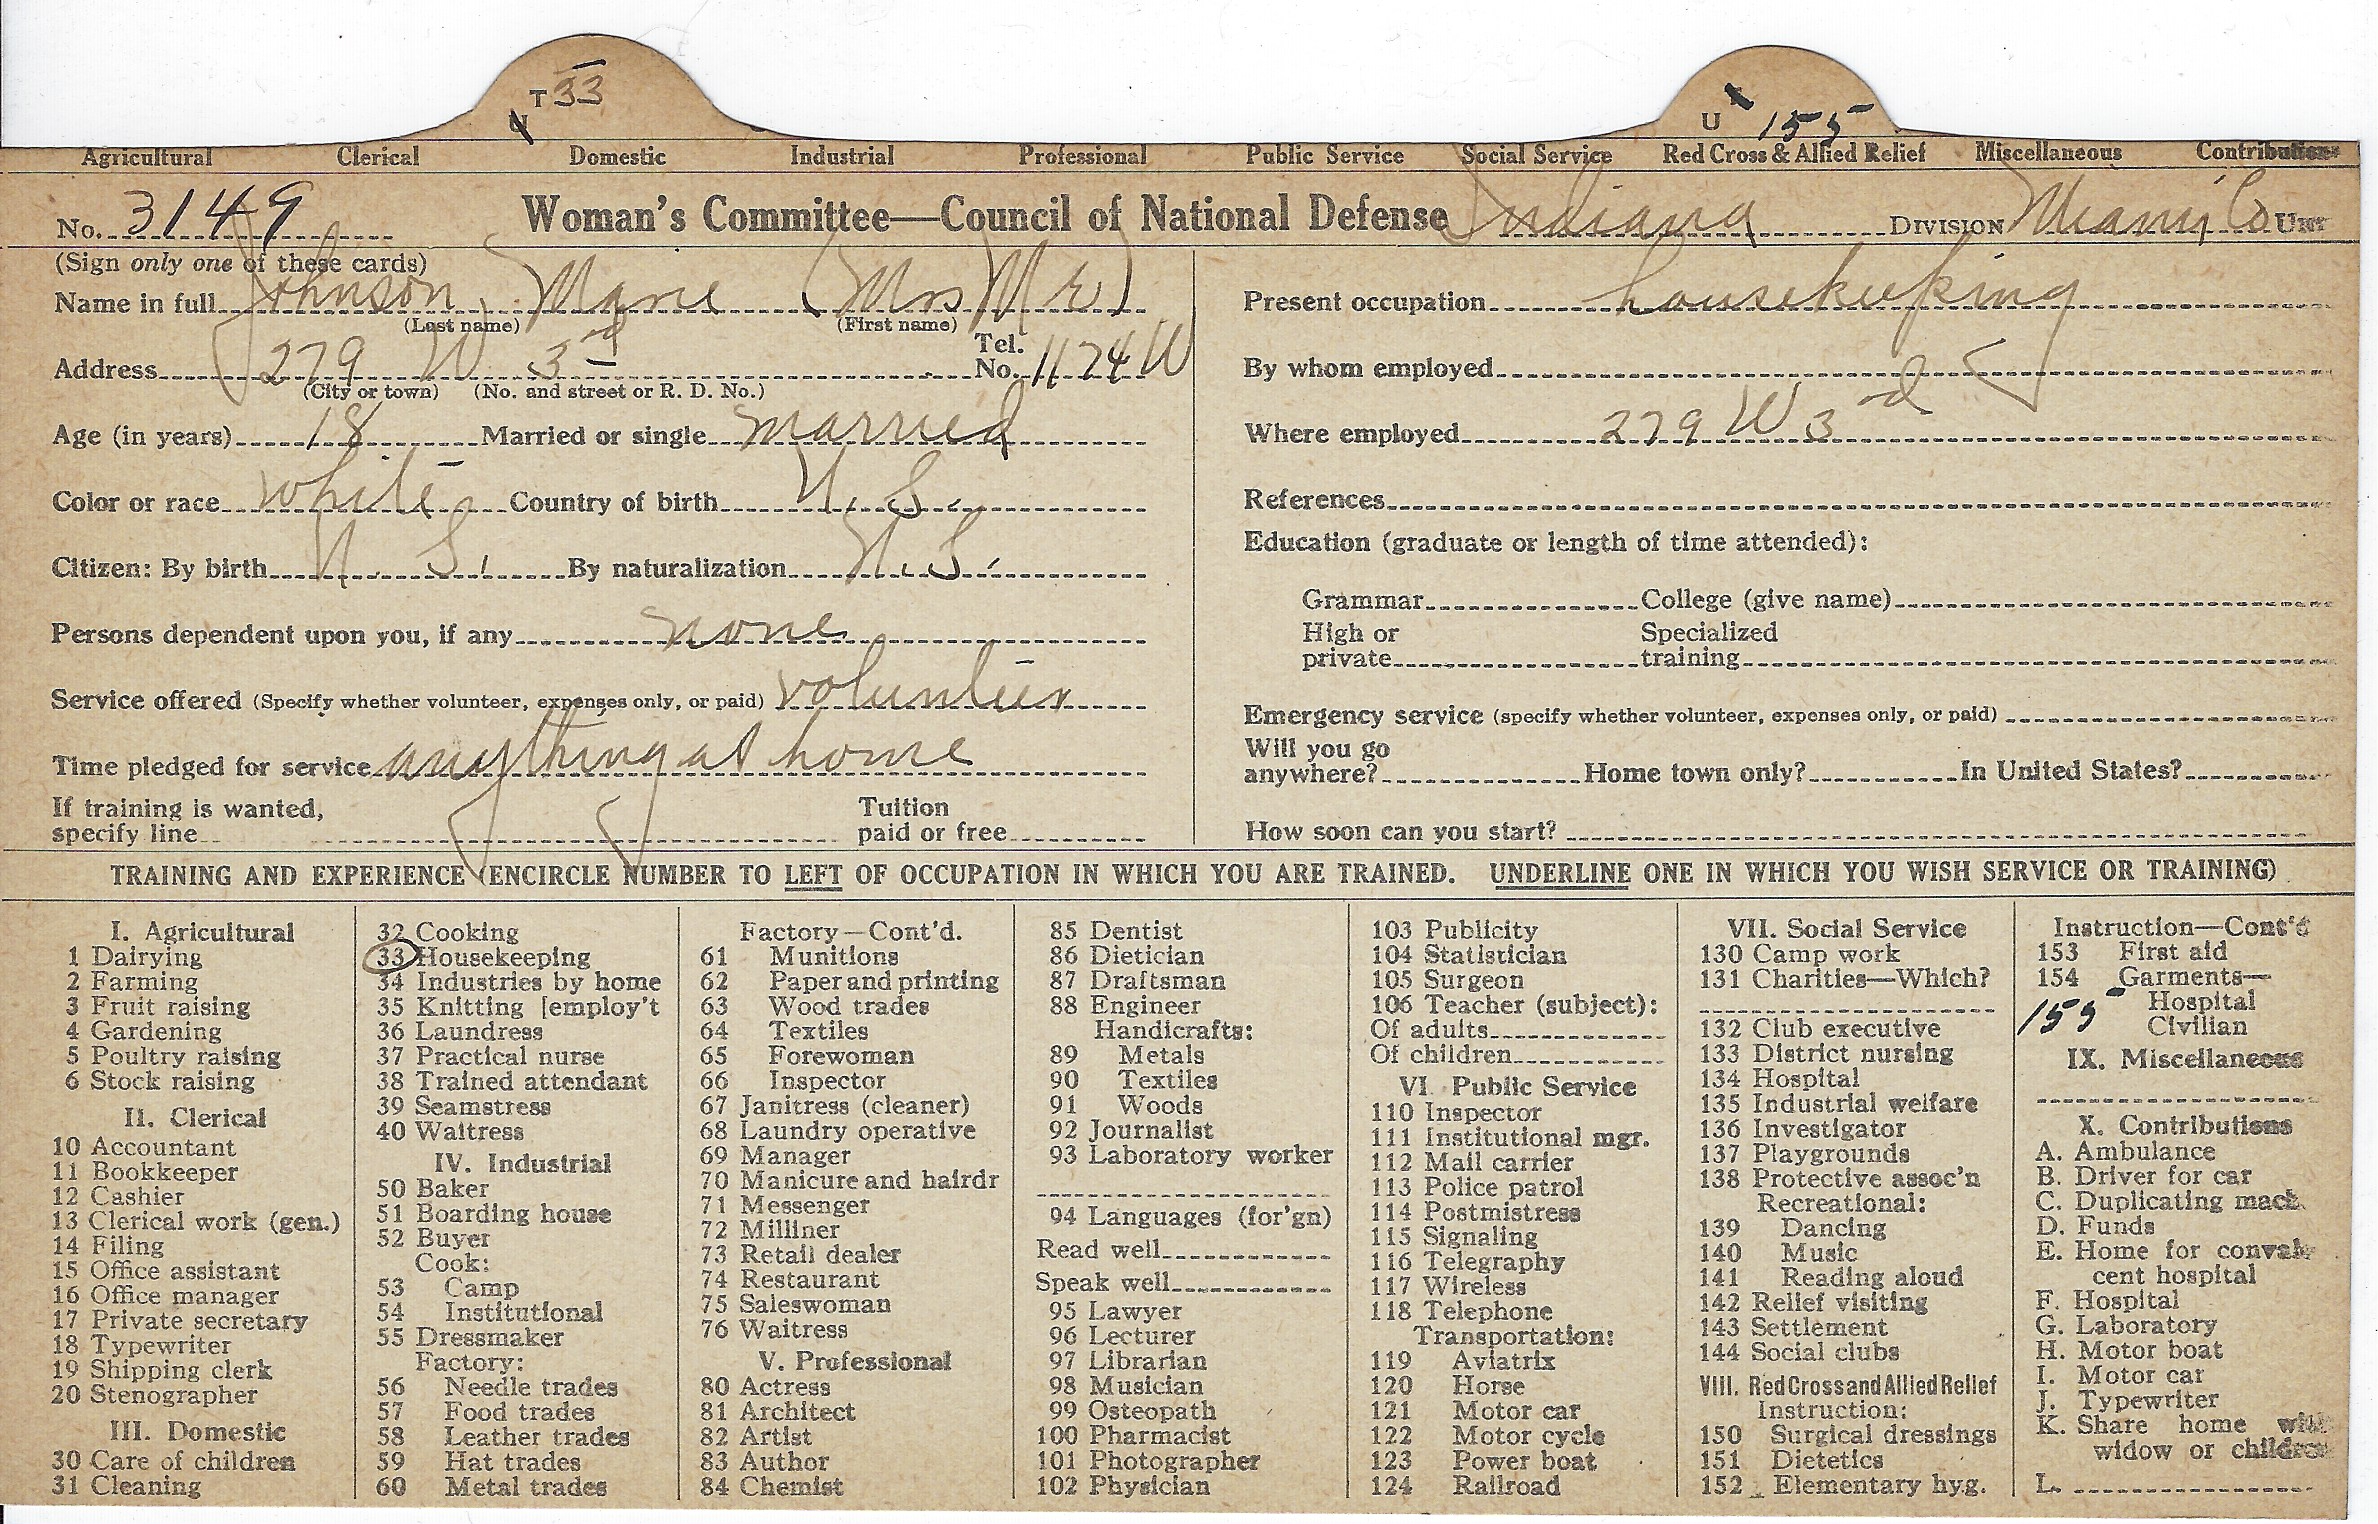 T 33
U 155
Agricultural Clerical Domestic Industrial Professional Public Service Social Service Red Cross & Allied Relief Miscellaneous Contributions
No. 3149 Woman's Committee—Council of National Defense Indiana DIVISION Miami Co UNIT
(Sign only one of these cards)
Name in full Johnson, Marie (Mrs M E)
(Last name) (First name)
Address 279 W 3rd Tel. No. 1174 W
(City or town) (No. and street or R. D. No.)
Age (in years) 18 Married or single married
Color or race white Country of birth U. S.
Citizen: By birth U. S. By naturalization U. S.
Persons dependent upon you, if any none
Service offered (Specify whether volunteer, expenses only, or paid) volunteer
Time pledged for service anything at home
If training is wanted, specify line Tuition paid or free
Present occupation housekeeping
By whom employed
Where employed 279 W 3rd
References
Education (graduate or length of time attended):
Grammar College (give name)
High or private Specialized training
Emergency service (specify whether volunteer, expenses only, or paid)
Will you go anywhere? Home town only? In United States?
How soon can you start?
TRAINING AND EXPERIENCE (ENCIRCLE NUMBER TO LEFT OF OCCUPATION IN WHICH YOU ARE TRAINED. UNDERLINE ONE IN WHICH YOU WISH SERVICE OR TRAINING)
I. Agricultural
1 Dairying
2 Farming
3 Fruit raising
4 Gardening
5 Poultry raising
6 Stock raising
II. Clerical
10 Accountant
11 Bookkeeper
12 Cashier
13 Clerical work (gen.)
14 Filing
15 Office assistant
16 Office manager
17 Private secretary
18 Typewriter
19 Shipping clerk
20 Stenographer
III. Domestic
30 Care of children
31 Cleaning
32 Cooking
33 Housekeeping
34 Industries by home
35 Knitting [employ't
36 Laundress
37 Practical nurse
38 Trained attendant
39 Seamstress
40 Waitress
IV. Industrial
50 Baker
51 Boarding house
52 Buyer
Cook:
53 Camp
54 Institutional
55 Dressmaker
Factory:
56 Needle trades
57 Food trades
58 Leather trades
59 Hat trades
60 Metal trades
Factory—Cont'd.
61 Munitions
62 Paper and printing
63 Wood trades
64 Textiles
65 Forewoman
66 Inspector
67 Janitress (cleaner)
68 Laundry operative
69 Manager
70 Manicure and hairdr
71 Messenger
72 Milliner
73 Retail dealer
74 Restaurant
75 Saleswoman
76 Waitress
V. Professional
80 Actress
81 Architect
82 Artist
83 Author
84 Chemist
85 Dentist
86 Dietician
87 Draftsman
88 Engineer
Handicrafts:
89 Metals
90 Textiles
91 Woods
92 Journalist
93 Laboratory worker
94 Languages (for'gn)
Read well
Speak well
95 Lawyer
96 Lecturer
97 Librarian
98 Musician
99 Osteopath
100 Pharmacist
101 Photographer
102 Physician
103 Publicity
104 Statistician
105 Surgeon
106 Teacher (subject):
Of adults
Of children
VI. Public Service
110 Inspector
111 Institutional mgr.
112 Mail carrier
113 Police patrol
114 Postmistress
115 Signaling
116 Telegraphy
117 Wireless
118 Telephone
Transportation:
119 Aviatrix
120 Horse
121 Motor car
122 Motor cycle
123 Power boat
124 Railroad
VII. Social Service
130 Camp work
131 Charities—Which?
132 Club executive
133 District nursing
134 Hospital
135 Industrial welfare
136 Investigator
137 Playgrounds
138 Protective assoc'n
Recreational:
139 Dancing
140 Music
141 Reading aloud
142 Relief visiting
143 Settlement
144 Social clubs
VIII. Red Cross and Allied Relief
Instruction:
150 Surgical dressings
151 Dietetics
152 Elementary hyg.
Instruction—Cont'd
153 First aid
154 Garments—
Hospital
155 Civilian
IX. Miscellaneous
X. Contributions
A. Ambulance
B. Driver for car
C. Duplicating mach.
D. Funds
E. Home for convales
cent hospital
F. Hospital
G. Laboratory
H. Motor boat
I. Motor car
J. Typewriter
K. Share home with
widow or children
L.